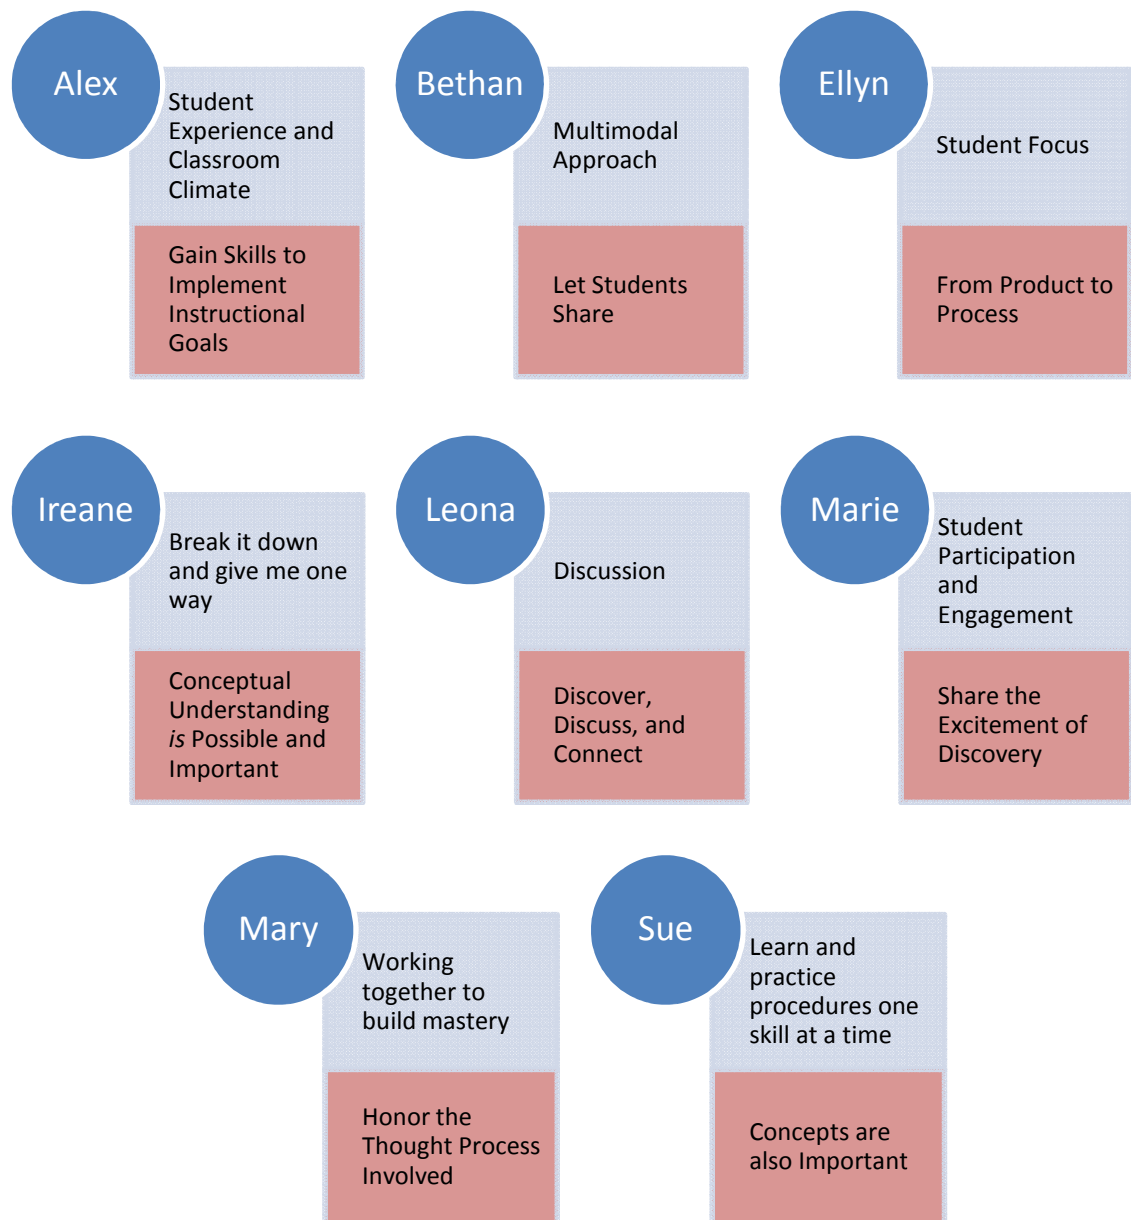 Alex
Student
Experience and
Classroom
Climate
Gain Skills to
Implement
Instructional
Goals
Bethan
Multimodal
Approach
Let Students
Share
Ellyn
Student Focus
From Product to
Process
Ireane
Break it down
and give me one
way
Conceptual
Understanding
is Possible and
Important
Leona
Discussion
Discover,
Discuss, and
Connect
Marie
Student
Participation
and
Engagement
Share the
Excitement of
Discovery
Mary
Working
together to
build mastery
Honor the
Thought Process
Involved
Sue
Learn and
practice
procedures one
skill at a time
Concepts are
also Important